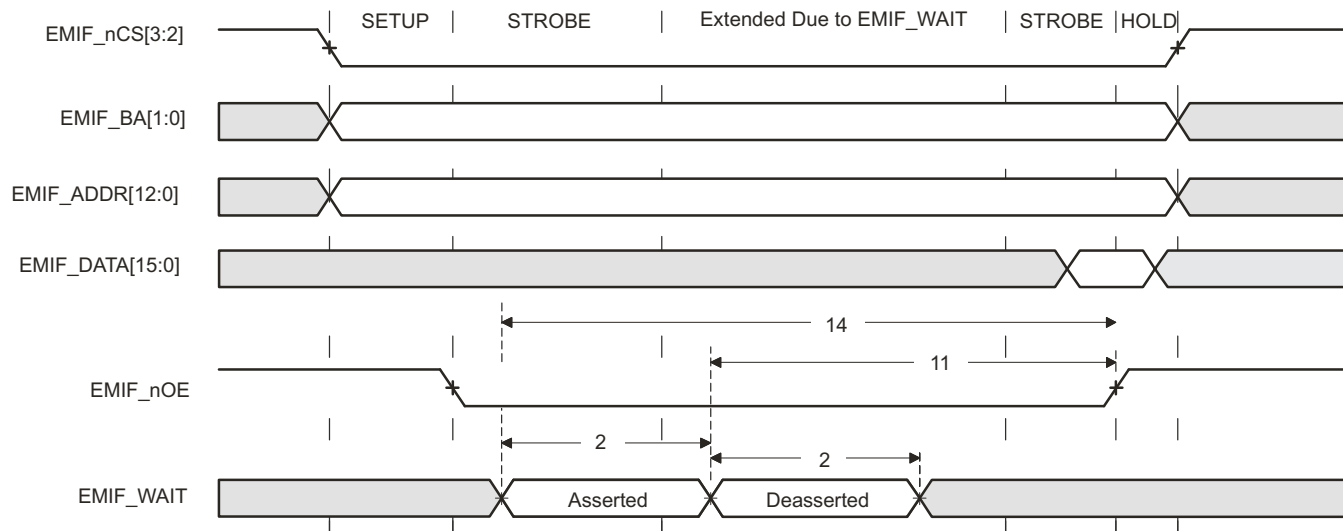 SETUP STROBE Extended Due to EMIF_WAIT STROBE HOLD
EMIF_nCS[3:2]
EMIF_BA[1:0]
EMIF_ADDR[12:0]
EMIF_DATA[15:0]
14
11
EMIF_nOE
2
2
EMIF_WAIT Asserted Deasserted